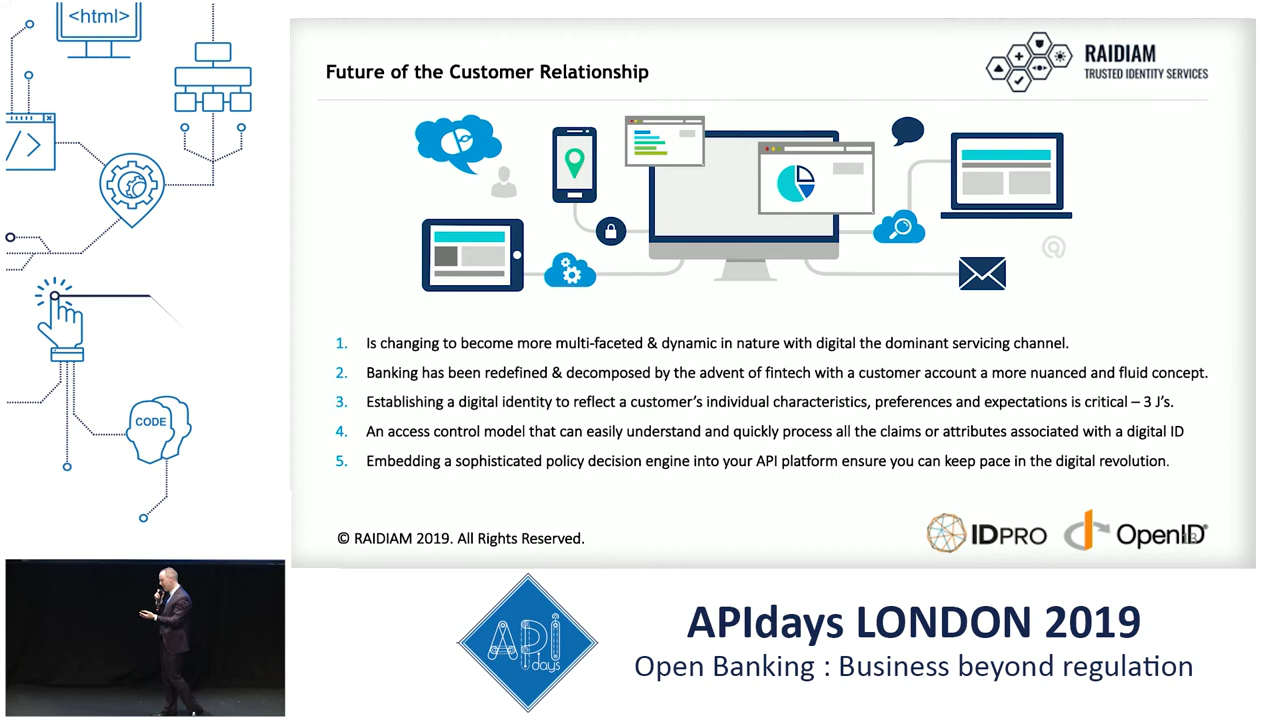 <html>
</>
CODE
Future of the Customer Relationship
RAIDIAM
TRUSTED IDENTITY SERVICES
1. Is changing to become more multi-faceted & dynamic in nature with digital the dominant servicing channel.
2. Banking has been redefined & decomposed by the advent of fintech with a customer account a more nuanced and fluid concept.
3. Establishing a digital identity to reflect a customer's individual characteristics, preferences and expectations is critical – 3 J's.
4. An access control model that can easily understand and quickly process all the claims or attributes associated with a digital ID
5. Embedding a sophisticated policy decision engine into your API platform ensure you can keep pace in the digital revolution.
© RAIDIAM 2019. All Rights Reserved.
IDPRO
OpenID®
API
days
APIdays LONDON 2019
Open Banking : Business beyond regulation